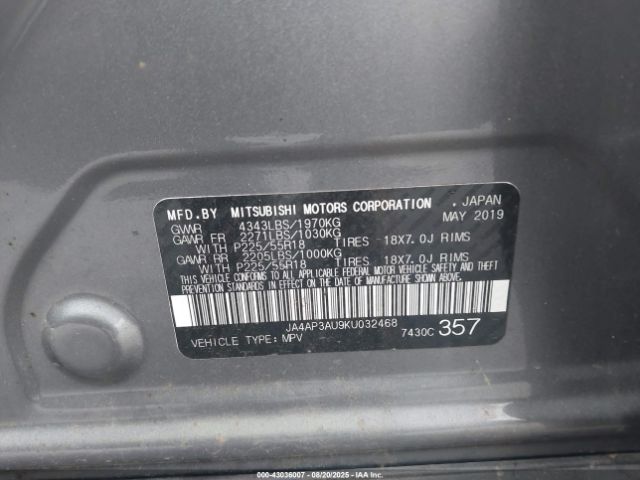 MFD.BY MITSUBISHI MOTORS CORPORATION , JAPAN
GVWR 4343LBS/1970KG MAY 2019
GAWR FR 2271LBS/1030KG
WITH P225/55R18 TIRES 18X7.0J RIMS
GAWR RR 2205LBS/1000KG
WITH P225/55R18 TIRES 18X7.0J RIMS
THIS VEHICLE CONFORMS TO ALL APPLICABLE FEDERAL MOTOR VEHICLE SAFETY AND THEFT
PREVENTION STANDARDS IN EFFECT ON THE DATE OF MANUFACTURE SHOWN ABOVE.
JA4AP3AU9KU032468
VEHICLE TYPE:MPV 7430C 357
000-43036007 - 08/20/2025 - IAAI.COM